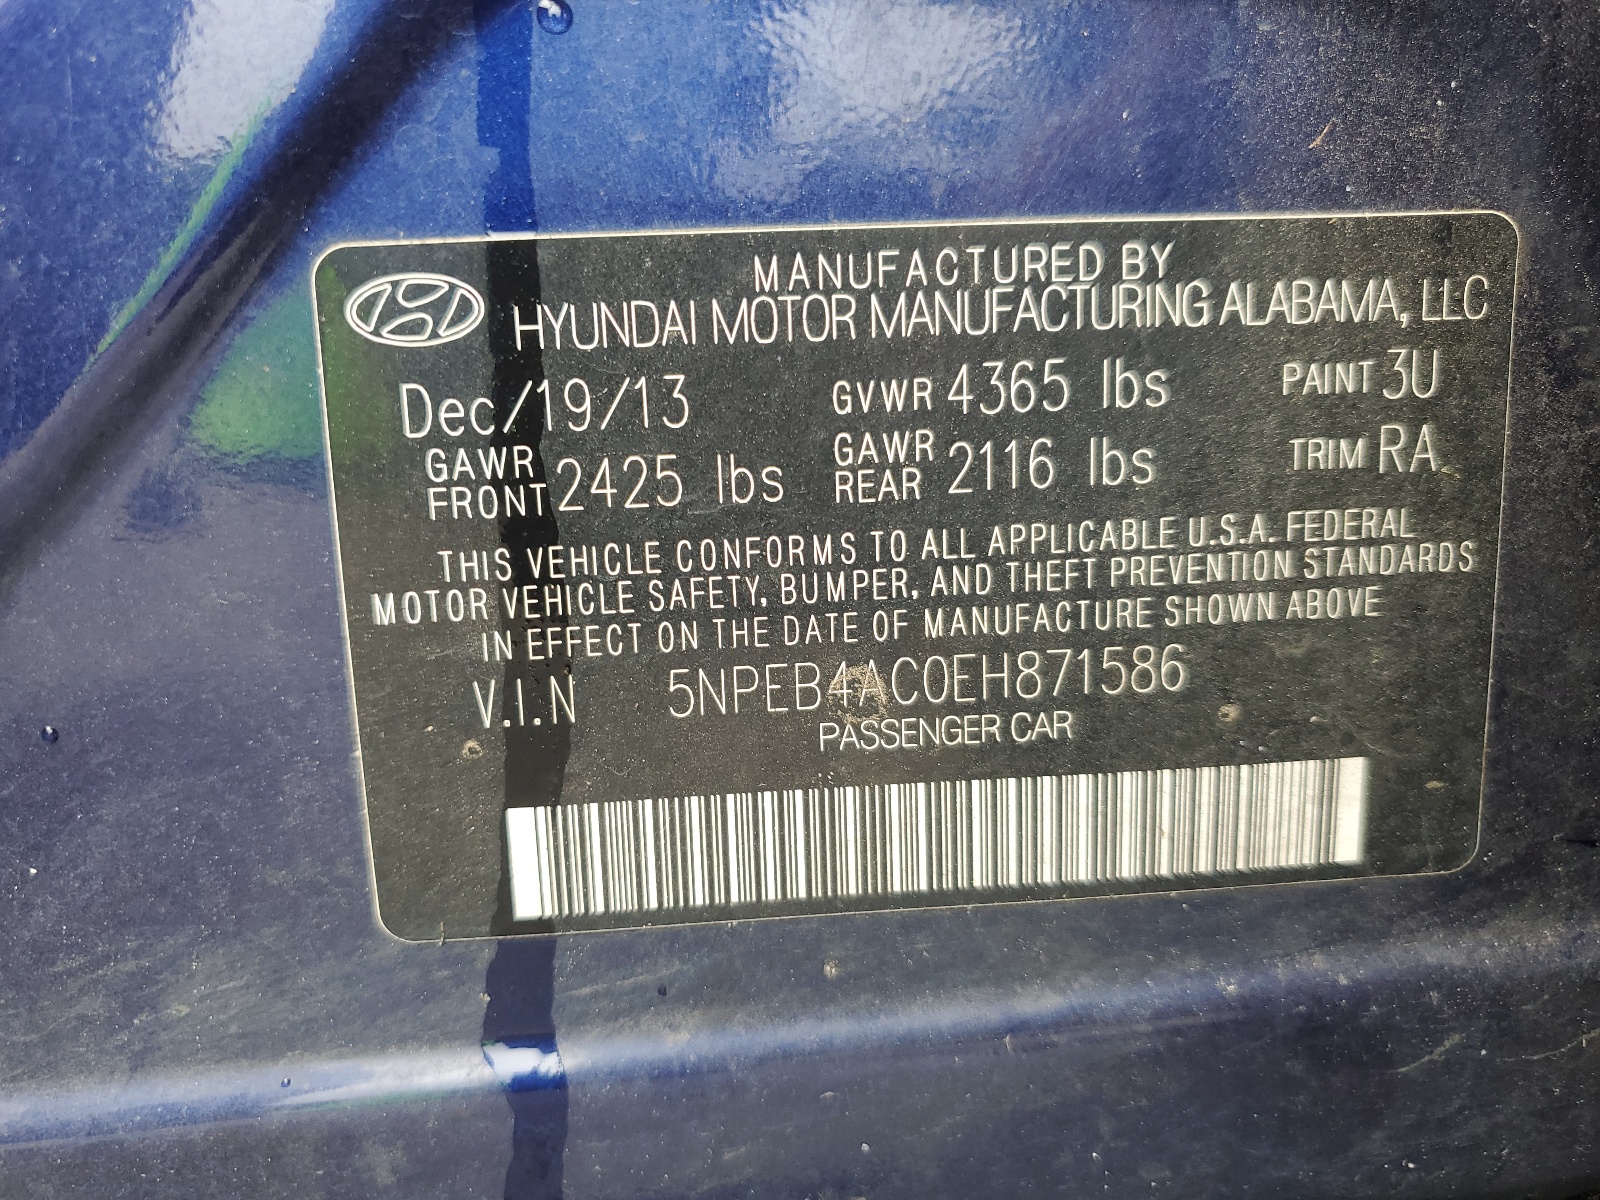 MANUFACTURED BY
HYUNDAI MOTOR MANUFACTURING ALABAMA, LLC
Dec/19/13 GVWR 4365 lbs PAINT 3U
GAWR FRONT 2425 lbs GAWR REAR 2116 lbs TRIM RA
THIS VEHICLE CONFORMS TO ALL APPLICABLE U.S.A. FEDERAL
MOTOR VEHICLE SAFETY, BUMPER, AND THEFT PREVENTION STANDARDS
IN EFFECT ON THE DATE OF MANUFACTURE SHOWN ABOVE
V.I.N 5NPEB4AC0EH871586
PASSENGER CAR